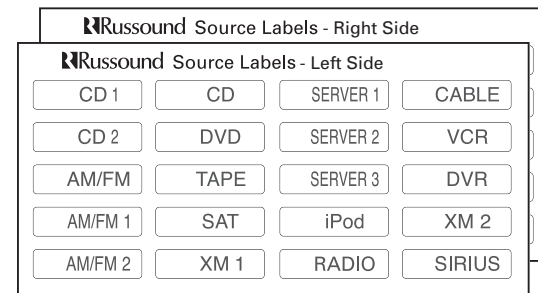 Russound Source Labels - Right Side
Russound Source Labels - Left Side
CD 1 CD SERVER 1 CABLE
CD 2 DVD SERVER 2 VCR
AM/FM TAPE SERVER 3 DVR
AM/FM 1 SAT iPod XM 2
AM/FM 2 XM 1 RADIO SIRIUS